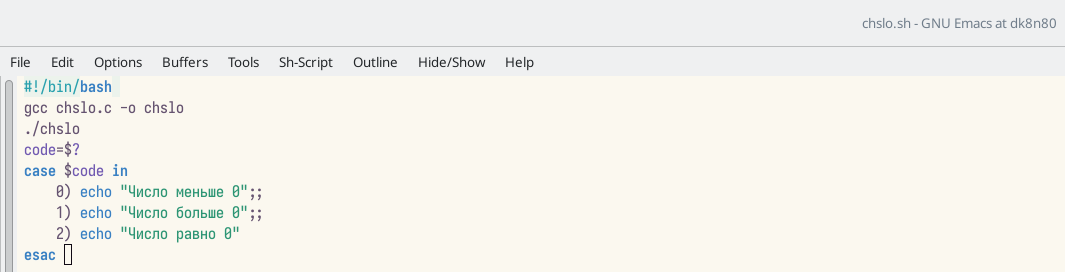 chslo.sh - GNU Emacs at dk8n80
File Edit Options Buffers Tools Sh-Script Outline Hide/Show Help
#!/bin/bash
gcc chslo.c -o chslo
./chslo
code=$?
case $code in
    0) echo "Число меньше 0";;
    1) echo "Число больше 0";;
    2) echo "Число равно 0"
esac